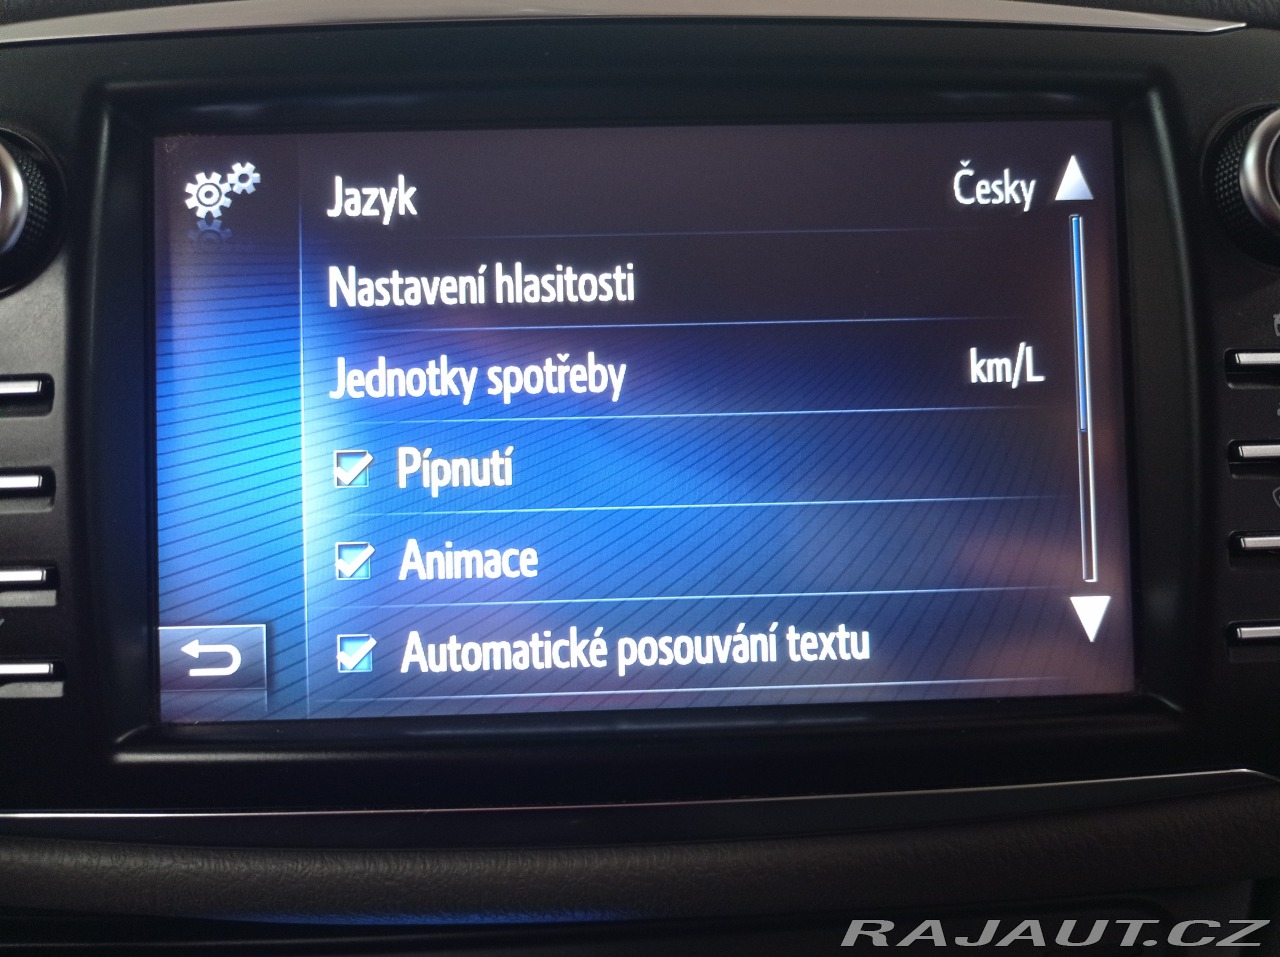 Jazyk Česky
Nastavení hlasitosti
Jednotky spotřeby km/L
Pípnutí
Animace
Automatické posouvání textu
RAJAUT.CZ